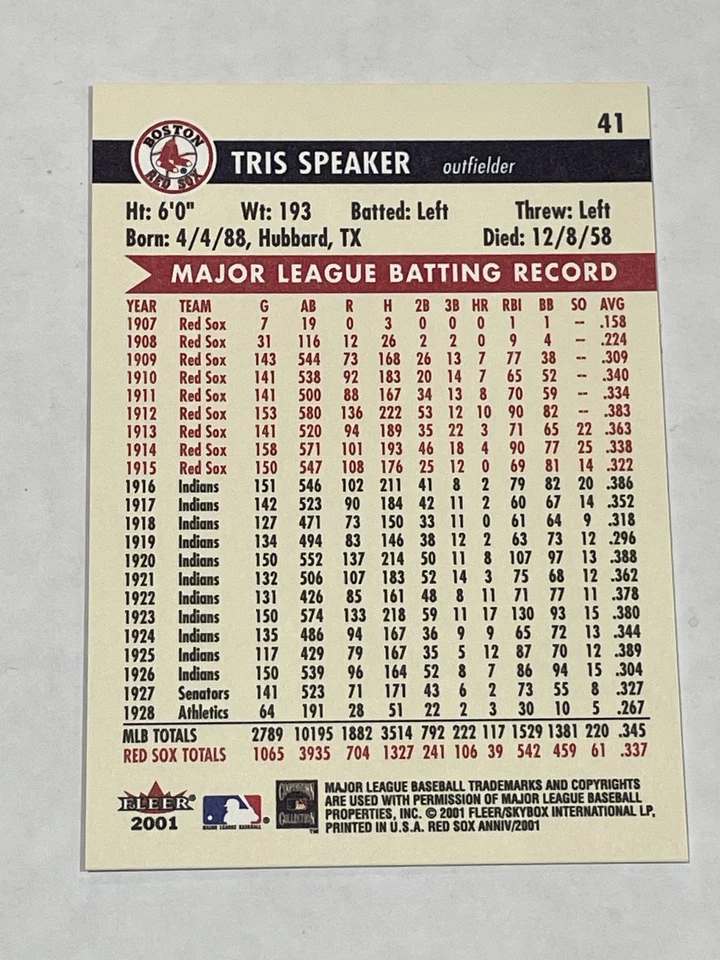 41
BOSTON
RED SOX
TRIS SPEAKER outfielder
Ht: 6'0" Wt: 193 Batted: Left Threw: Left
Born: 4/4/88, Hubbard, TX Died: 12/8/58
MAJOR LEAGUE BATTING RECORD
YEAR TEAM G AB R H 2B 3B HR RBI BB SO AVG
1907 Red Sox 7 19 0 3 0 0 0 1 1 -- .158
1908 Red Sox 31 116 12 26 2 2 0 9 4 -- .224
1909 Red Sox 143 544 73 168 26 13 7 77 38 -- .309
1910 Red Sox 141 538 92 183 20 14 7 65 52 -- .340
1911 Red Sox 141 500 88 167 34 13 8 70 59 -- .334
1912 Red Sox 153 580 136 222 53 12 10 90 82 -- .383
1913 Red Sox 141 520 94 189 35 22 3 71 65 22 .363
1914 Red Sox 158 571 101 193 46 18 4 90 77 25 .338
1915 Red Sox 150 547 108 176 25 12 0 69 81 14 .322
1916 Indians 151 546 102 211 41 8 2 79 82 20 .386
1917 Indians 142 523 90 184 42 11 2 60 67 14 .352
1918 Indians 127 471 73 150 33 11 0 61 64 9 .318
1919 Indians 134 494 83 146 38 12 2 63 73 12 .296
1920 Indians 150 552 137 214 50 11 8 107 97 13 .388
1921 Indians 132 506 107 183 52 14 3 75 68 12 .362
1922 Indians 131 426 85 161 48 8 11 71 77 11 .378
1923 Indians 150 574 133 218 59 11 17 130 93 15 .380
1924 Indians 135 486 94 167 36 9 9 65 72 13 .344
1925 Indians 117 429 79 167 35 5 12 87 70 12 .389
1926 Indians 150 539 96 164 52 8 7 86 94 15 .304
1927 Senators 141 523 71 171 43 6 2 73 55 8 .327
1928 Athletics 64 191 28 51 22 2 3 30 10 5 .267
MLB TOTALS 2789 10195 1882 3514 792 222 117 1529 1381 220 .345
RED SOX TOTALS 1065 3935 704 1327 241 106 39 542 459 61 .337
FLEER
2001
MAJOR LEAGUE BASEBALL
COOPERSTOWN
COLLECTION
MAJOR LEAGUE BASEBALL TRADEMARKS AND COPYRIGHTS
ARE USED WITH PERMISSION OF MAJOR LEAGUE BASEBALL
PROPERTIES, INC. © 2001 FLEER/SKYBOX INTERNATIONAL LP.
PRINTED IN U.S.A. RED SOX ANNIV/2001